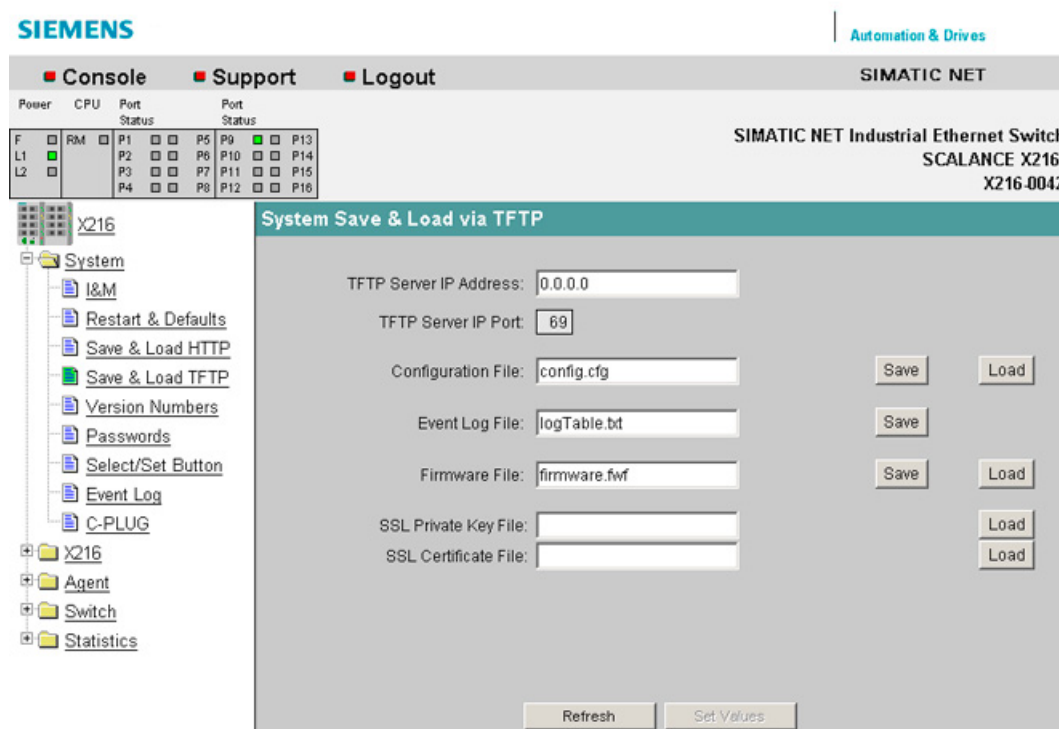 SIEMENS
Automation & Drives
Console Support Logout SIMATIC NET
Power CPU Port Status Port Status
F RM P1 P5 P9 P13
L1 P2 P6 P10 P14
L2 P3 P7 P11 P15
P4 P8 P12 P16
SIMATIC NET Industrial Ethernet Switch
SCALANCE X216
X216-0042
X216
System
I&M
Restart & Defaults
Save & Load HTTP
Save & Load TFTP
Version Numbers
Passwords
Select/Set Button
Event Log
C-PLUG
X216
Agent
Switch
Statistics
System Save & Load via TFTP
TFTP Server IP Address: 0.0.0.0
TFTP Server IP Port: 69
Configuration File: config.cfg Save Load
Event Log File: logTable.txt Save
Firmware File: firmware.fwf Save Load
SSL Private Key File: Load
SSL Certificate File: Load
Refresh Set Values